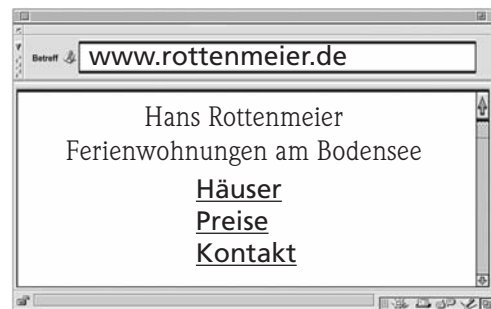 Betreff www.rottenmeier.de
Hans Rottenmeier
Ferienwohnungen am Bodensee
Häuser
Preise
Kontakt